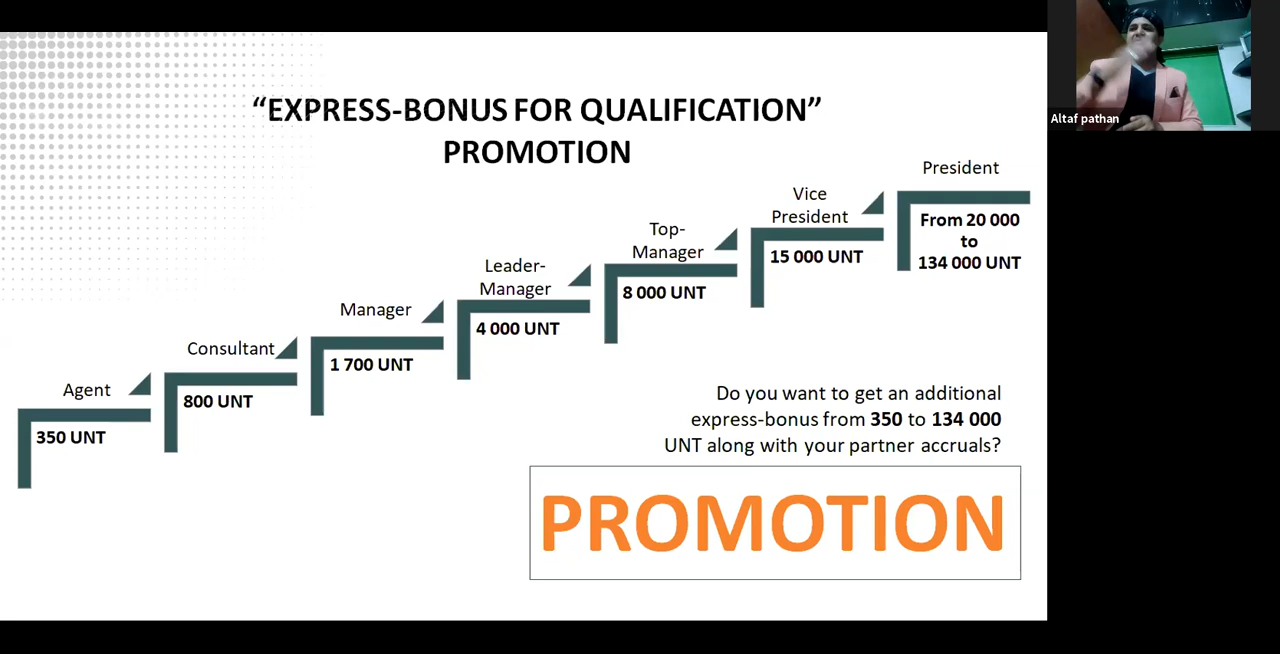 “EXPRESS-BONUS FOR QUALIFICATION”
PROMOTION
Altaf pathan
President
From 20 000
to
134 000 UNT
Vice
President
15 000 UNT
Top-
Manager
8 000 UNT
Leader-
Manager
4 000 UNT
Manager
1 700 UNT
Consultant
800 UNT
Agent
350 UNT
Do you want to get an additional
express-bonus from 350 to 134 000
UNT along with your partner accruals?
PROMOTION